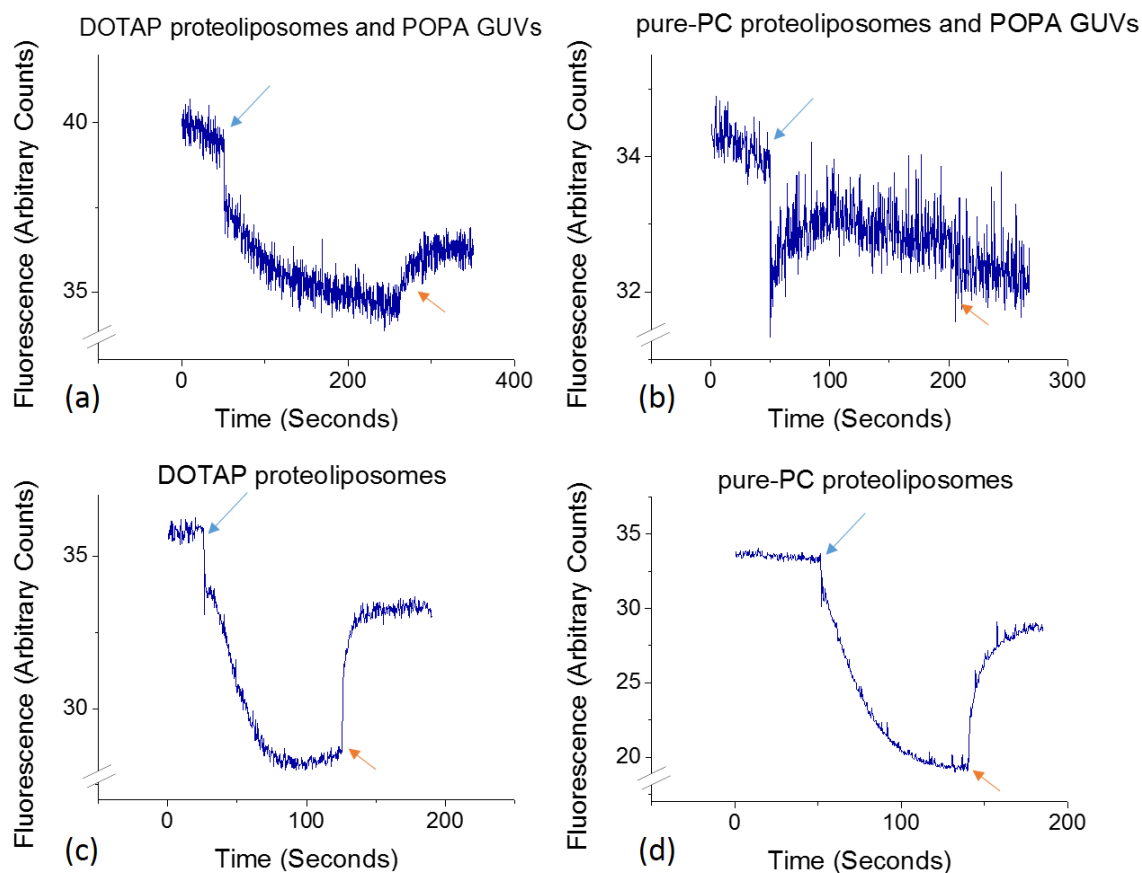 DOTAP proteoliposomes and POPA GUVs
Fluorescence (Arbitrary Counts)
40
35
0
200
400
Time (Seconds)
(a)
pure-PC proteoliposomes and POPA GUVs
Fluorescence (Arbitrary Counts)
34
32
0
100
200
300
Time (Seconds)
(b)
DOTAP proteoliposomes
Fluorescence (Arbitrary Counts)
35
30
0
100
200
Time (Seconds)
(c)
pure-PC proteoliposomes
Fluorescence (Arbitrary Counts)
35
30
25
20
0
100
200
Time (Seconds)
(d)